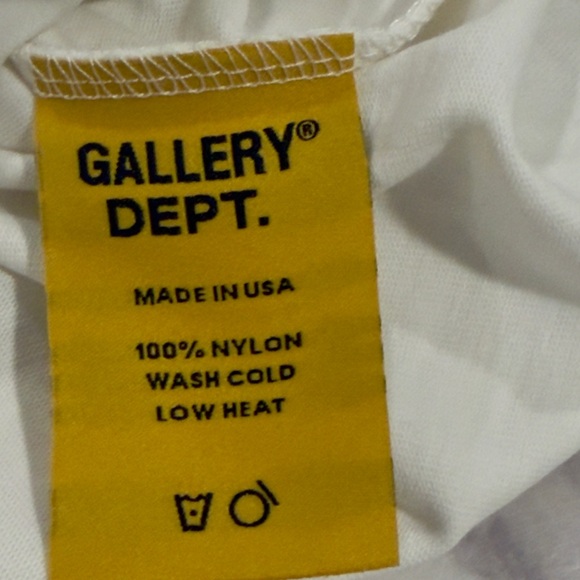 GALLERY®
DEPT.
MADE IN USA
100% NYLON
WASH COLD
LOW HEAT